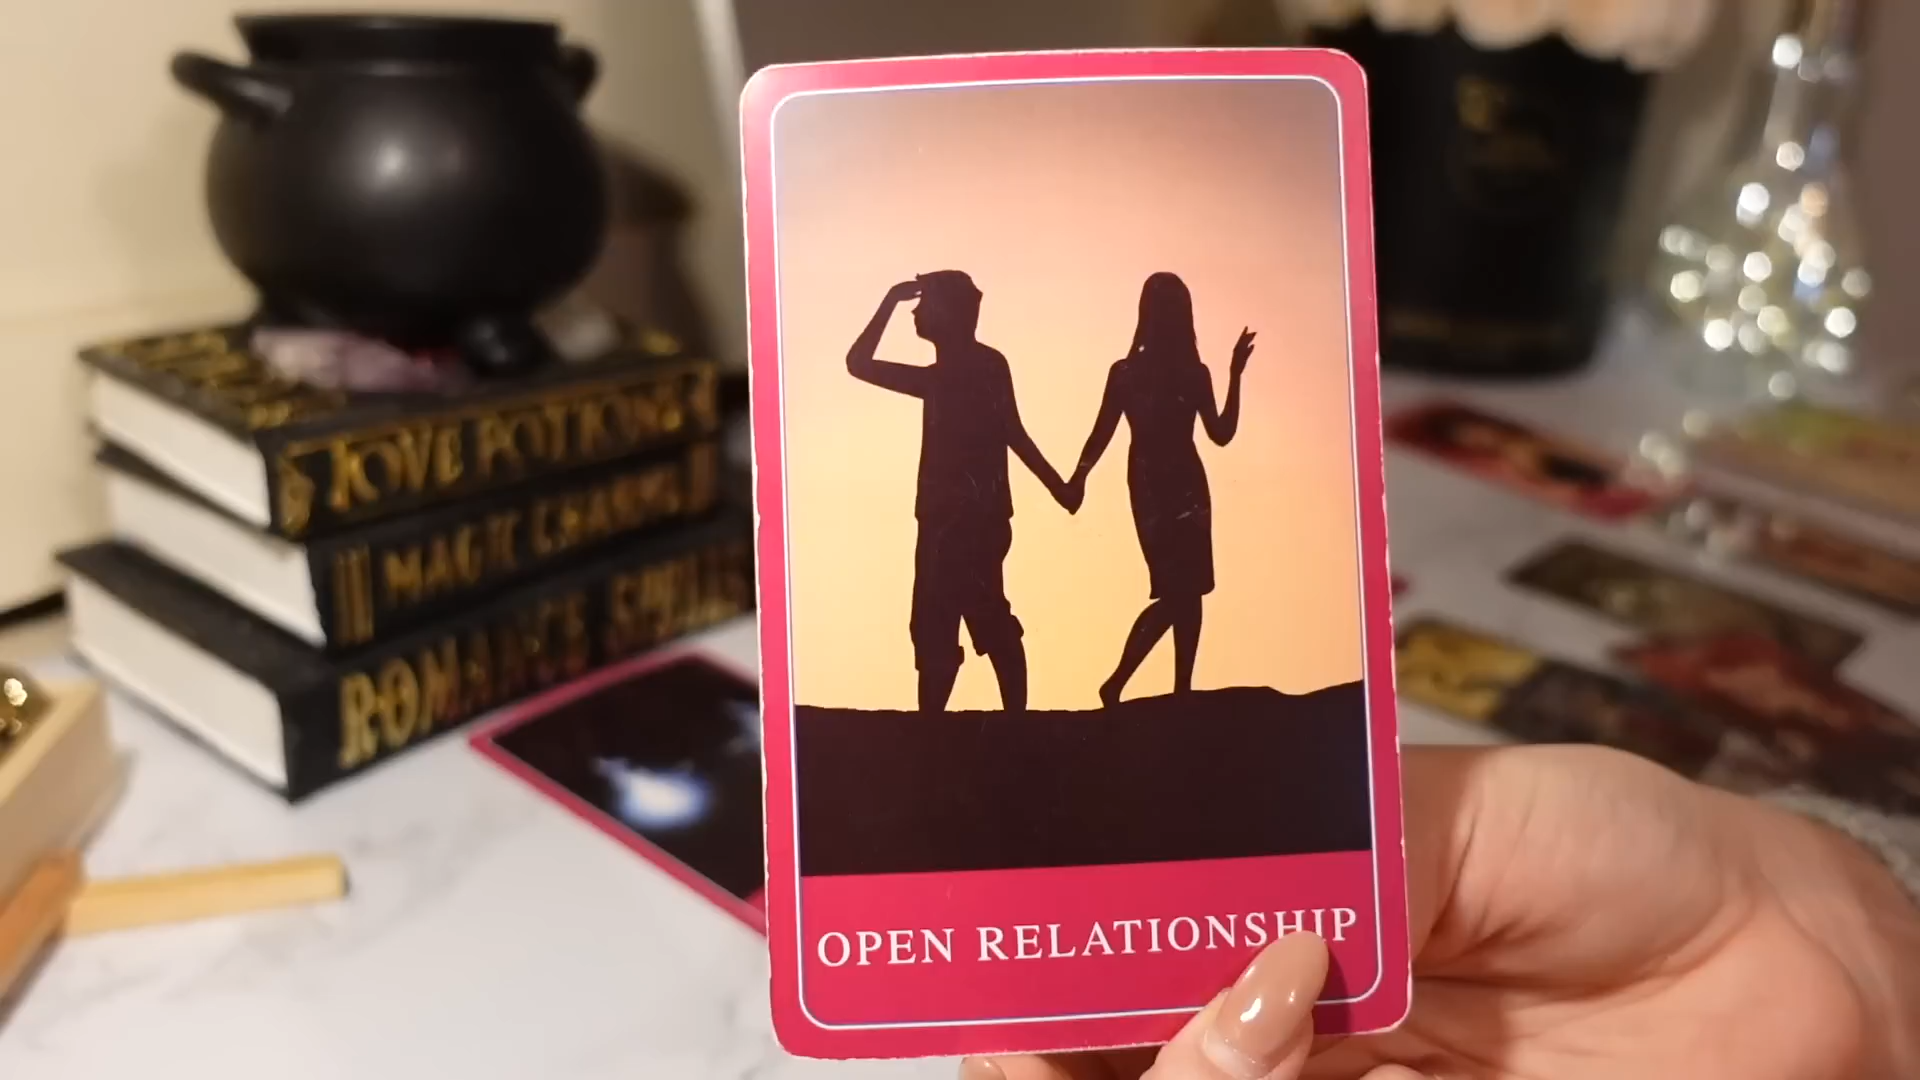 LOVE POTIONS
MAGIC CHARMS
ROMANCE SPELLS
OPEN RELATIONSHIP